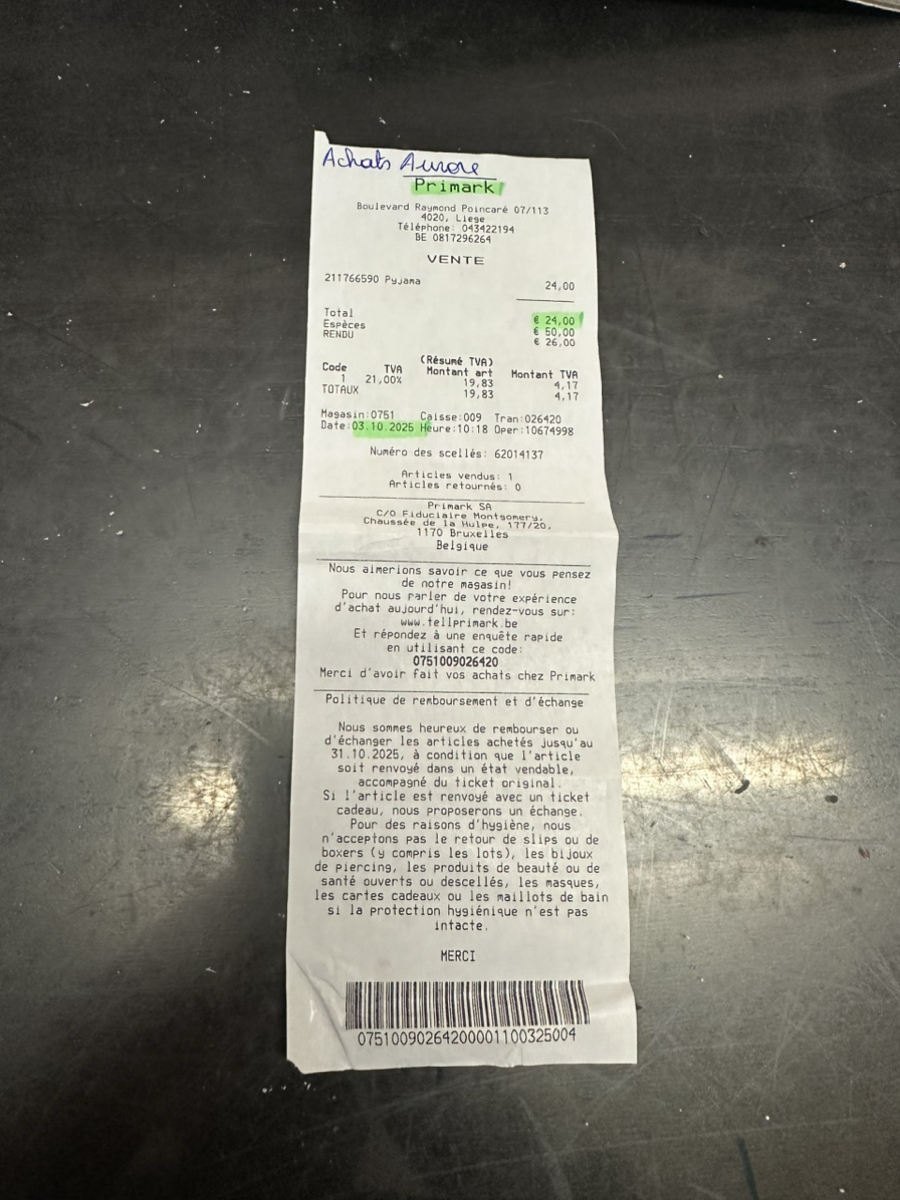 Achats Aurore
Primark
Boulevard Raymond Poincaré 07/113
4020, Liege
Téléphone: 043422194
BE 0817296264
VENTE
211766590 Pyjama 24,00
Total € 24,00
Espèces € 50,00
RENDU € 26,00
(Résumé TVA)
Code TVA Montant art Montant TVA
1 21,00% 19,83 4,17
TOTAUX 19,83 4,17
Magasin:0751 Caisse:009 Tran:026420
Date:03.10.2025 Heure:10:18 Oper:10674998
Numéro des scellés: 62014137
Articles vendus: 1
Articles retournés: 0
Primark SA
C/O Fiduciaire Montgomery,
Chaussée de la Hulpe, 177/20,
1170 Bruxelles
Belgique
Nous aimerions savoir ce que vous pensez
de notre magasin!
Pour nous parler de votre expérience
d'achat aujourd'hui, rendez-vous sur:
www.tellprimark.be
Et répondez à une enquête rapide
en utilisant ce code:
0751009026420
Merci d'avoir fait vos achats chez Primark
Politique de remboursement et d'échange
Nous sommes heureux de rembourser ou
d'échanger les articles achetés jusqu'au
31.10.2025, à condition que l'article
soit renvoyé dans un état vendable,
accompagné du ticket original.
Si l'article est renvoyé avec un ticket
cadeau, nous proposerons un échange.
Pour des raisons d'hygiène, nous
n'acceptons pas le retour de slips ou de
boxers (y compris les lots), les bijoux
de piercing, les produits de beauté ou de
santé ouverts ou descellés, les masques,
les cartes cadeaux ou les maillots de bain
si la protection hygiénique n'est pas
intacte.
MERCI
07510090264200001100325004